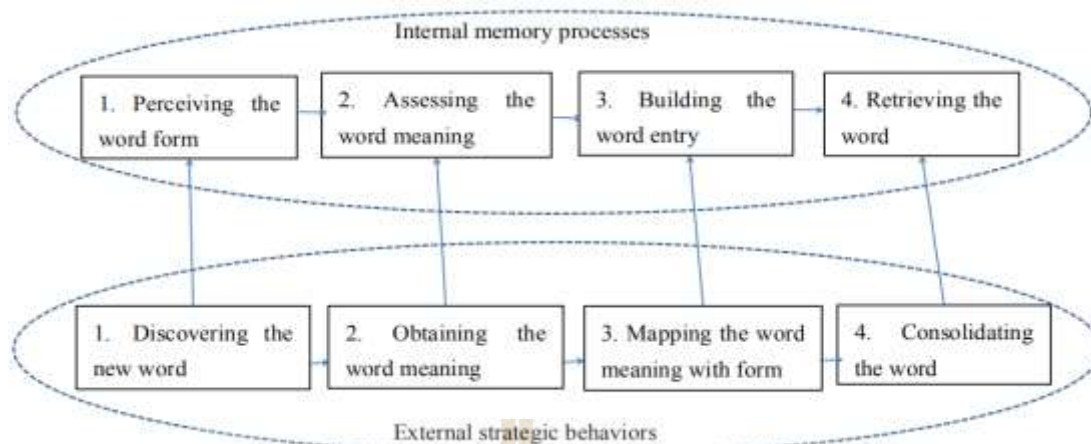 Internal memory processes
1. Perceiving the
word form
2. Assessing the
word meaning
3. Building the
word entry
4. Retrieving the
word
1. Discovering the
new word
2. Obtaining the
word meaning
3. Mapping the word
meaning with form
4. Consolidating
the word
External strategic behaviors